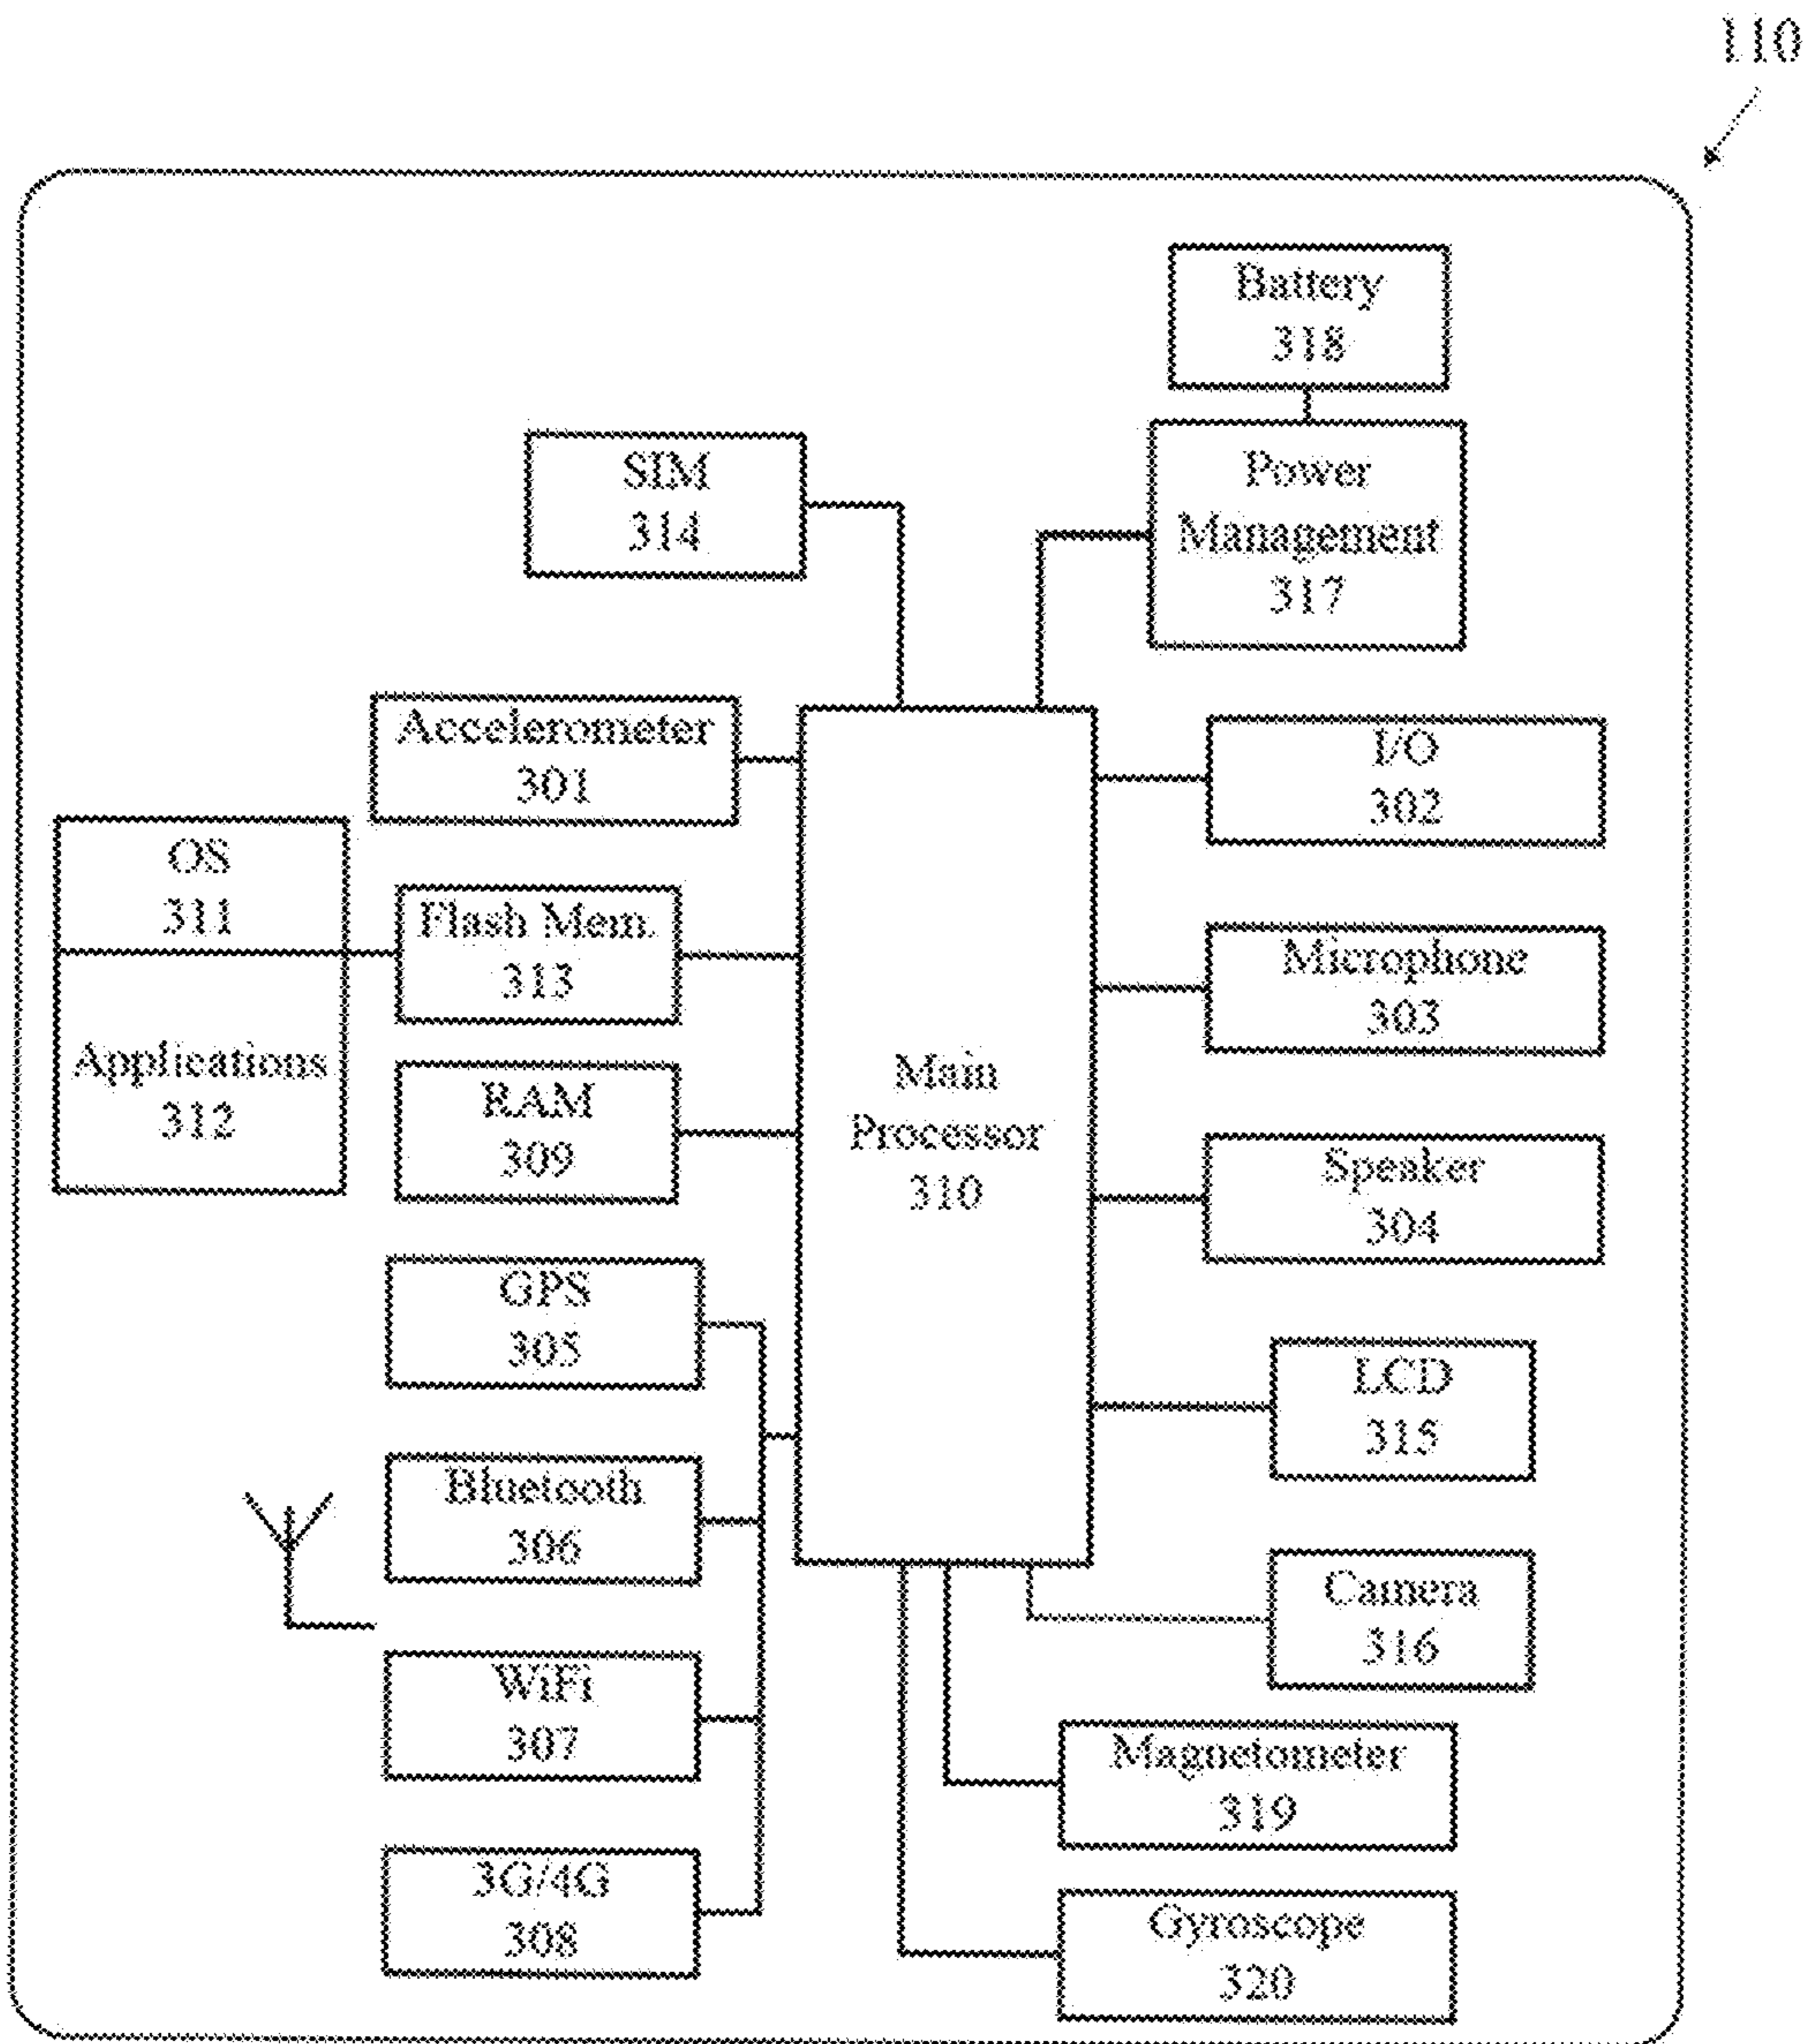 110
Battery
318
SIM
314
Power
Management
317
Accelerometer
301
I/O
302
OS
311
Flash Mem.
313
Microphone
303
Applications
312
RAM
309
Main
Processor
310
Speaker
304
GPS
305
LCD
315
Bluetooth
306
Camera
316
WiFi
307
Magnetometer
319
3G/4G
308
Gyroscope
320